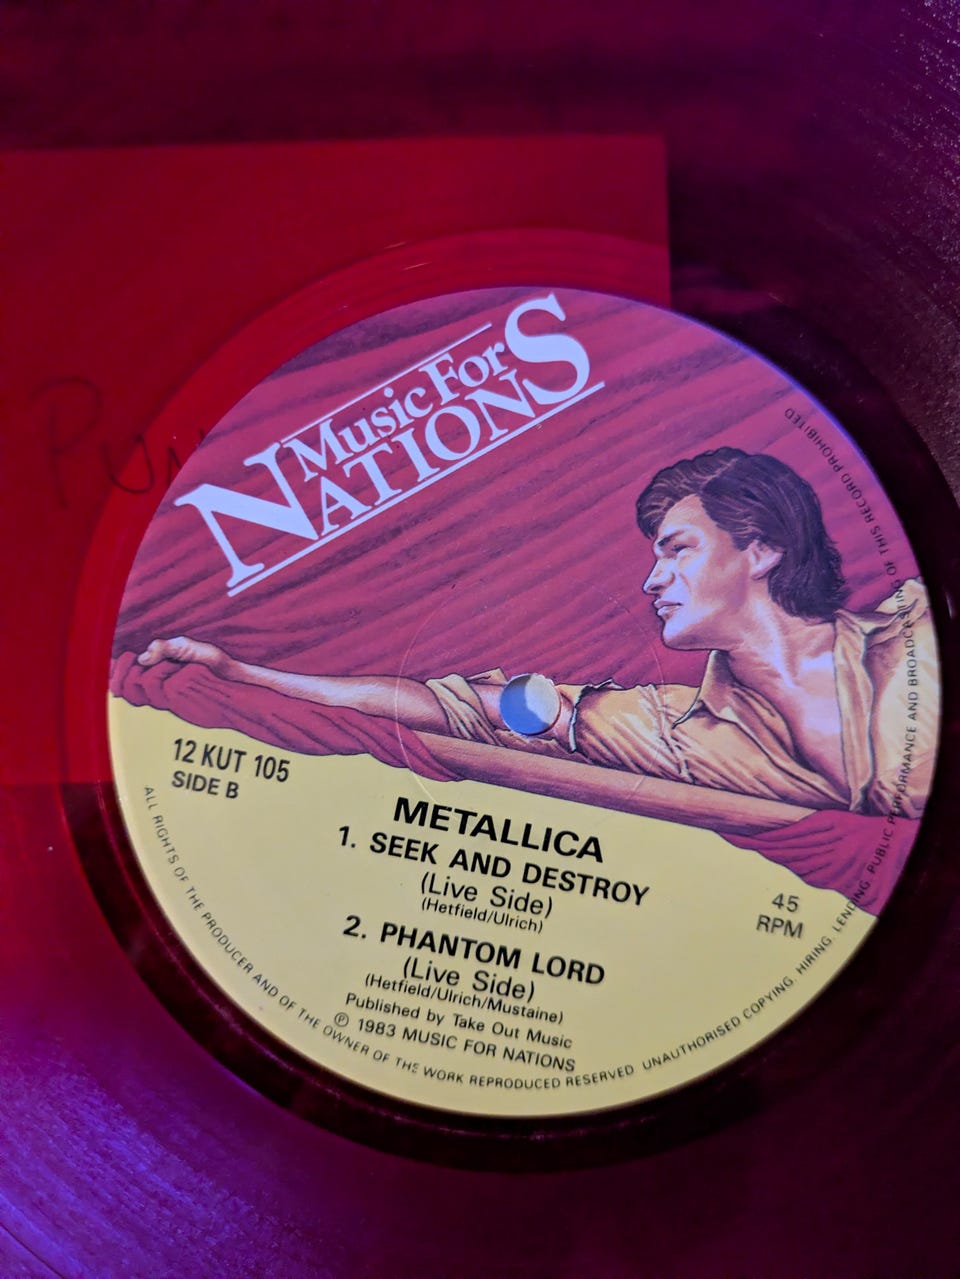 Music For
NATIONS
12 KUT 105
SIDE B
METALLICA
1. SEEK AND DESTROY
(Live Side)
(Hetfield/Ulrich)
2. PHANTOM LORD
(Live Side)
(Hetfield/Ulrich/Mustaine)
Published by Take Out Music
℗ 1983 MUSIC FOR NATIONS
45
RPM
ALL RIGHTS OF THE PRODUCER AND OF THE OWNER OF THE WORK REPRODUCED RESERVED UNAUTHORISED COPYING. HIRING. LENDING. PUBLIC PERFORMANCE AND BROADCASTING OF THIS RECORD PROHIBITED